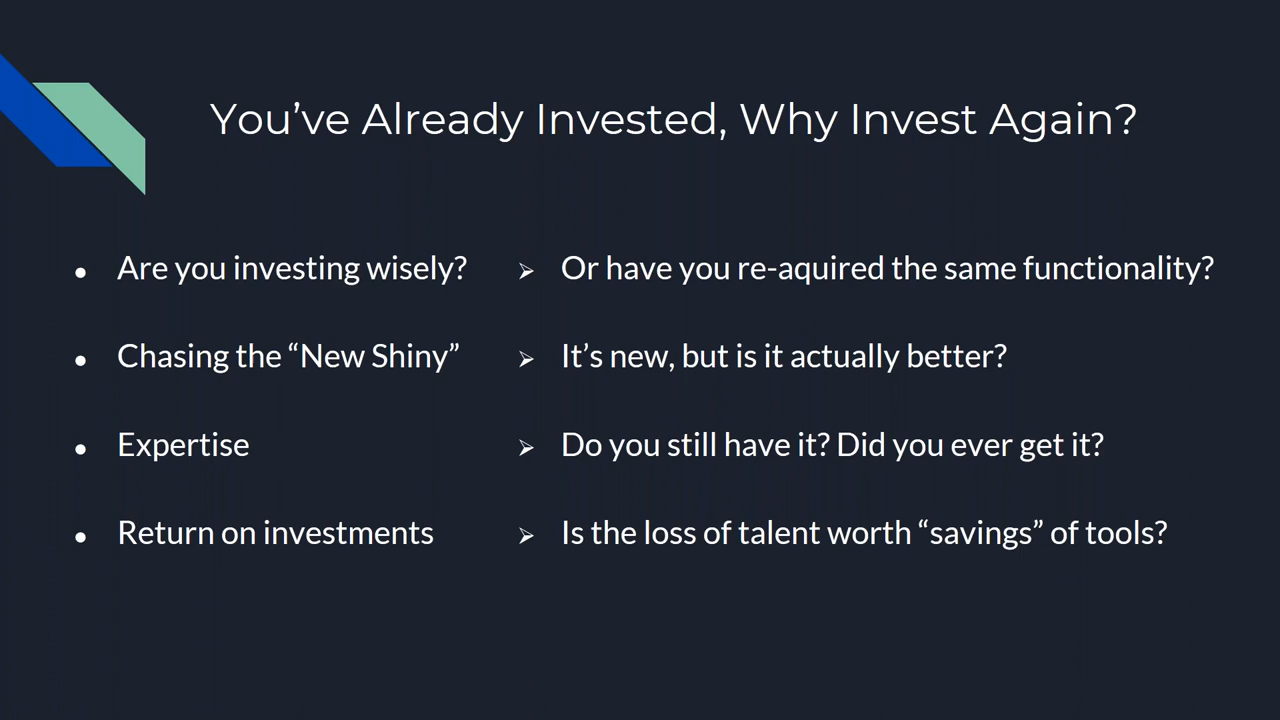 You’ve Already Invested, Why Invest Again?
● Are you investing wisely?
➢ Or have you re-aquired the same functionality?
● Chasing the “New Shiny”
➢ It’s new, but is it actually better?
● Expertise
➢ Do you still have it? Did you ever get it?
● Return on investments
➢ Is the loss of talent worth “savings” of tools?